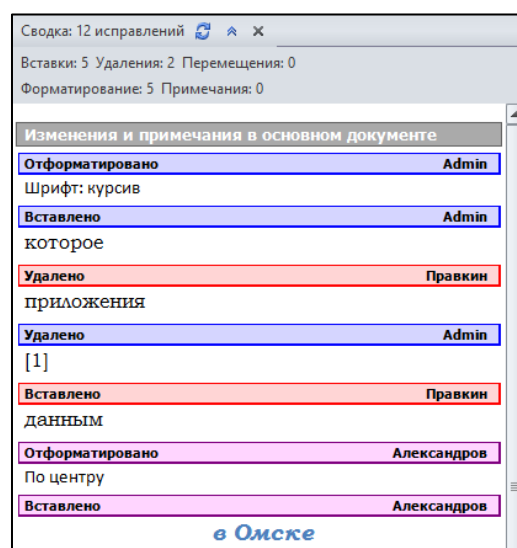 Сводка: 12 исправлений
Вставки: 5 Удаления: 2 Перемещения: 0
Форматирование: 5 Примечания: 0
Изменения и примечания в основном документе
Отформатировано Admin
Шрифт: курсив
Вставлено Admin
которое
Удалено Правкин
приложения
Удалено Admin
[1]
Вставлено Правкин
данным
Отформатировано Александров
По центру
Вставлено Александров
в Омске